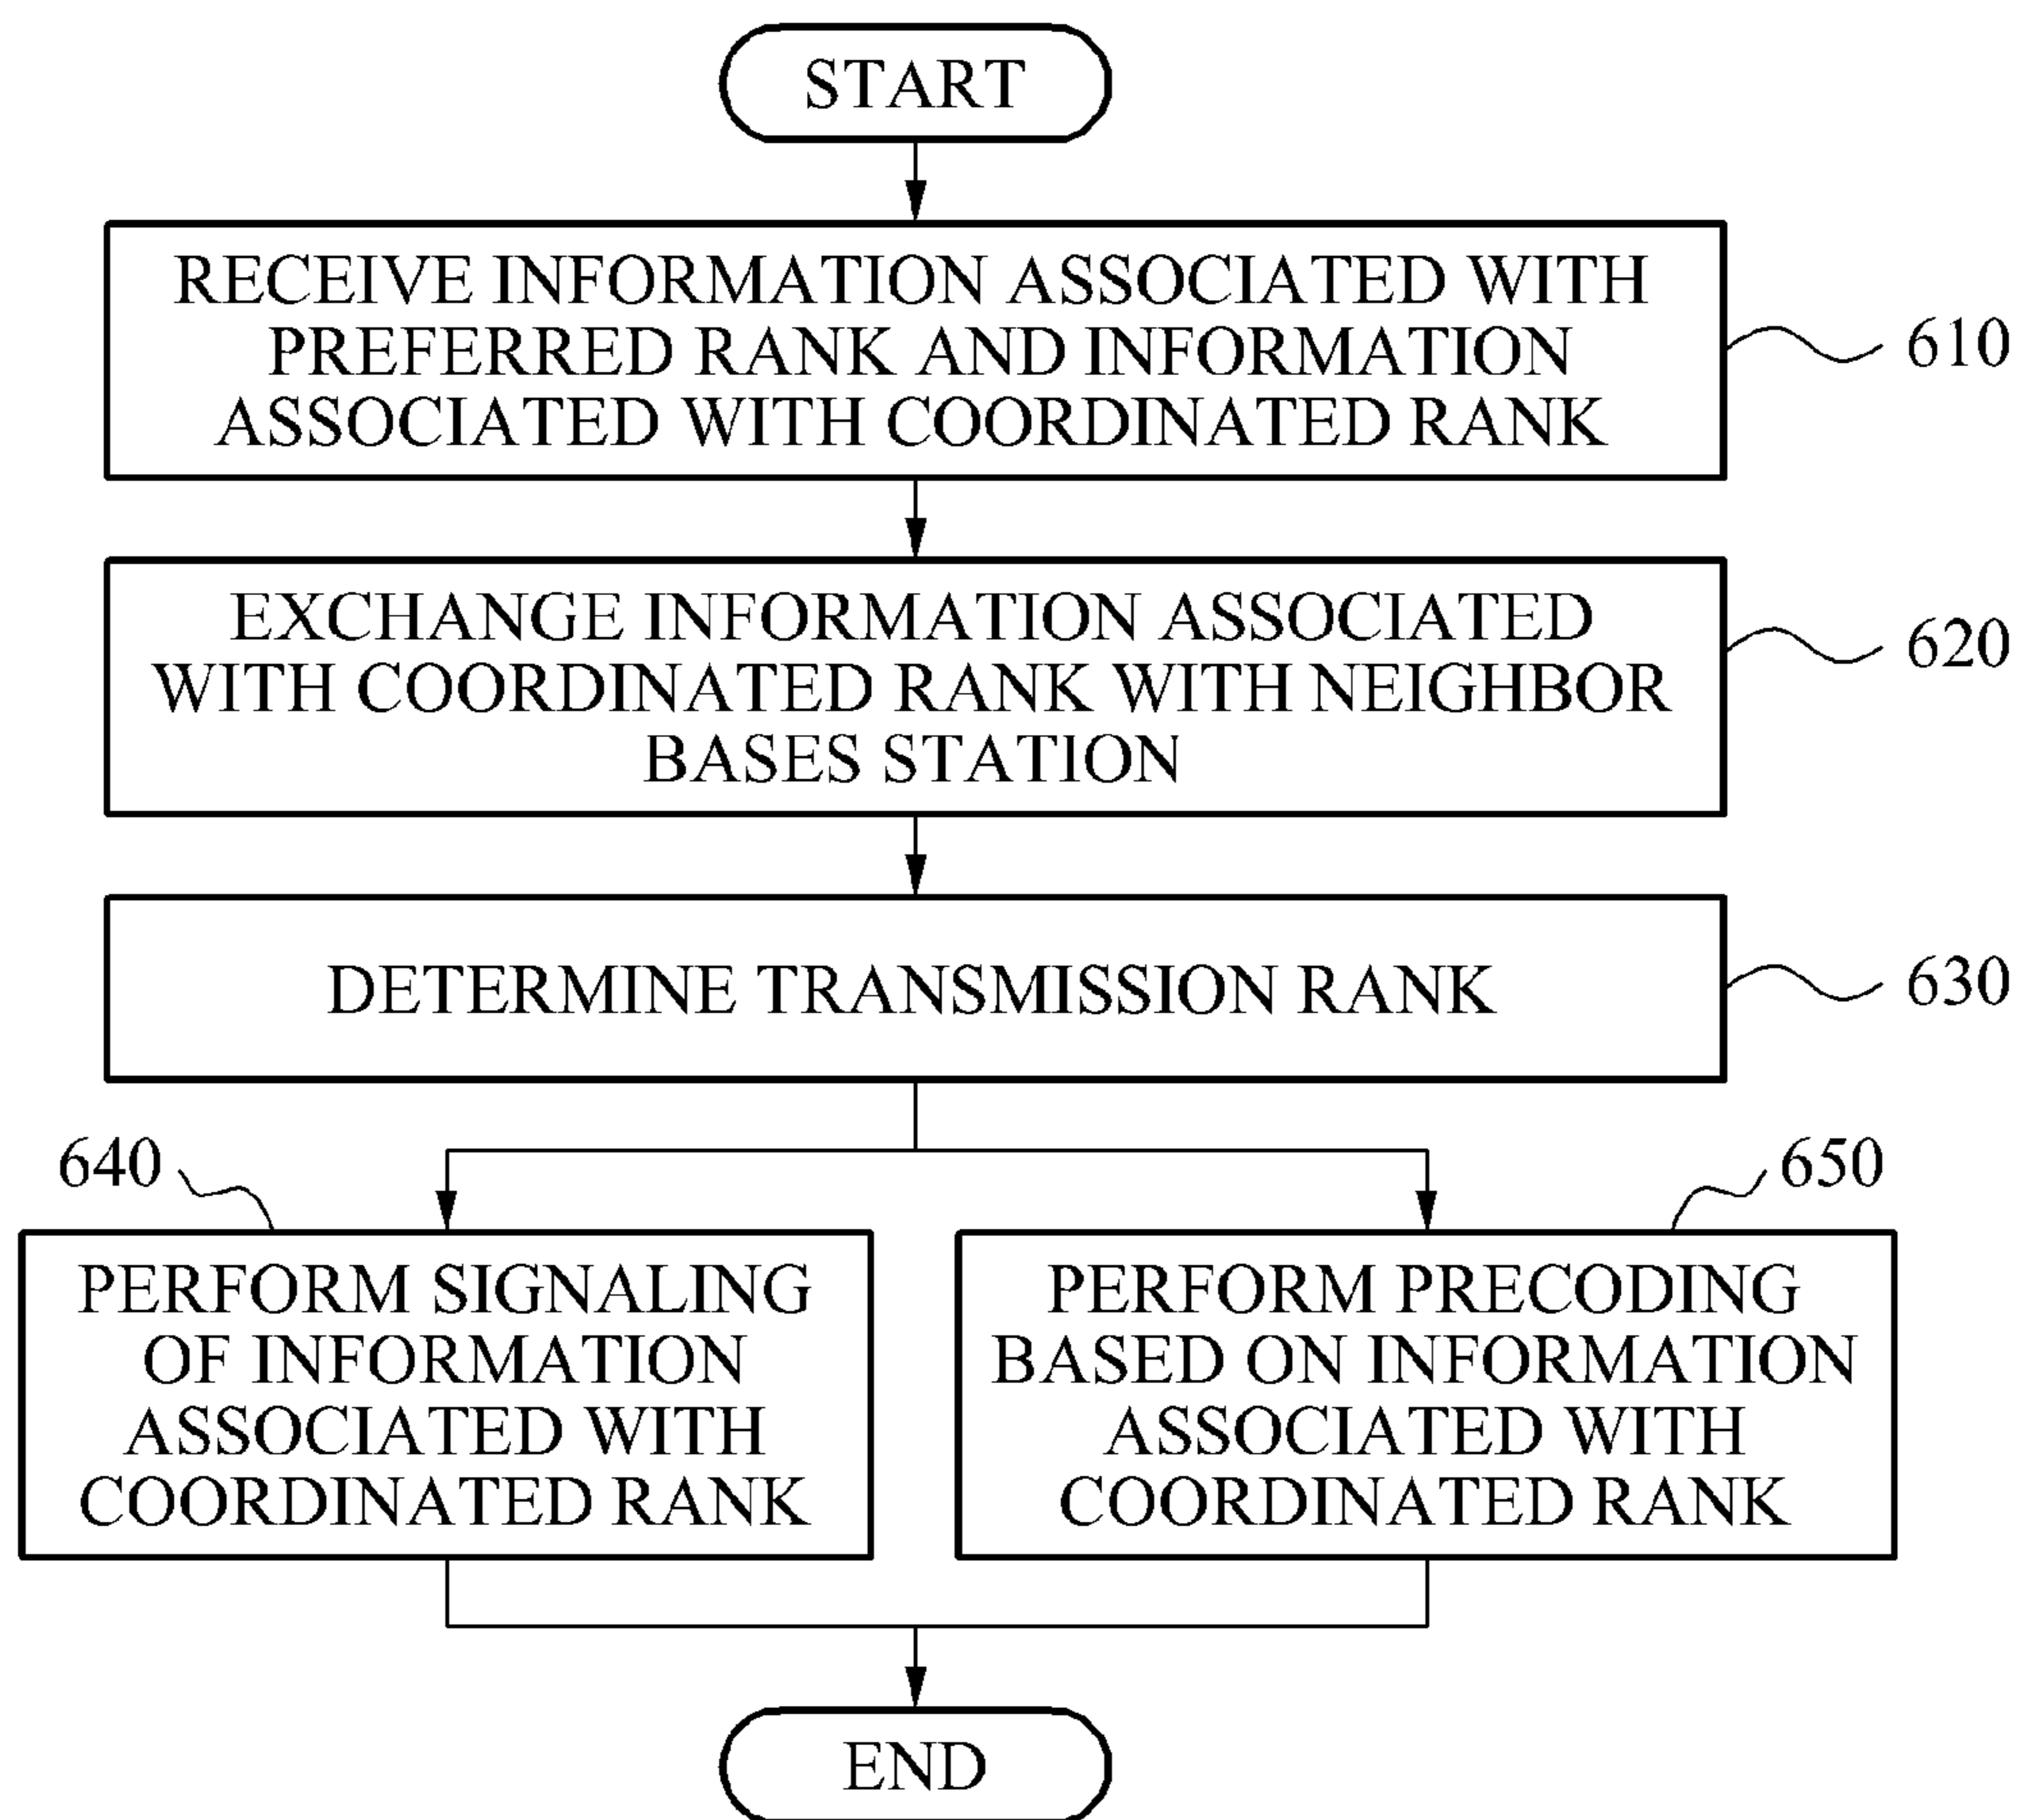 START
RECEIVE INFORMATION ASSOCIATED WITH
PREFERRED RANK AND INFORMATION
ASSOCIATED WITH COORDINATED RANK
610
EXCHANGE INFORMATION ASSOCIATED
WITH COORDINATED RANK WITH NEIGHBOR
BASES STATION
620
DETERMINE TRANSMISSION RANK
630
640
PERFORM SIGNALING
OF INFORMATION
ASSOCIATED WITH
COORDINATED RANK
650
PERFORM PRECODING
BASED ON INFORMATION
ASSOCIATED WITH
COORDINATED RANK
END